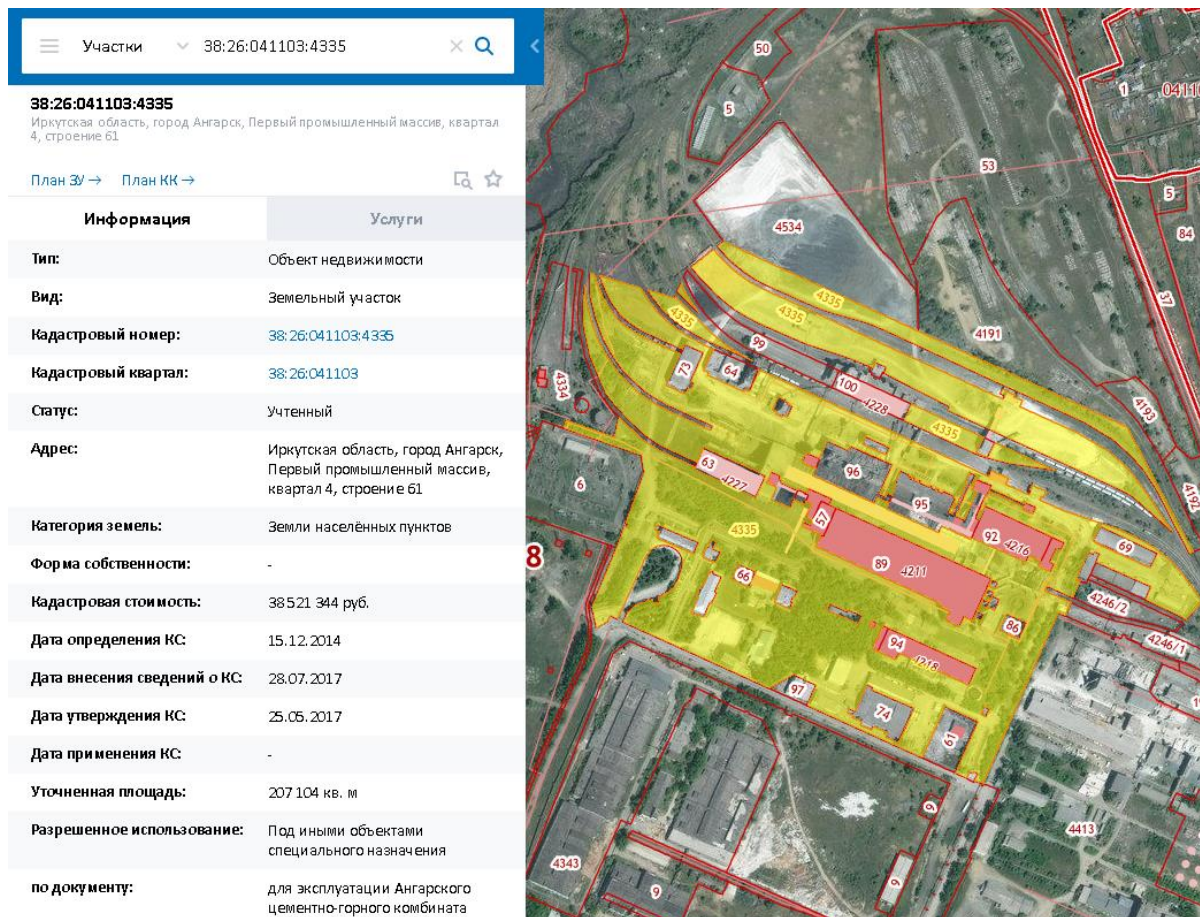 Участки 38:26:041103:4335
38:26:041103:4335
Иркутская область, город Ангарск, Первый промышленный массив, квартал
4, строение 61
План ЗУ → План КК →
Информация Услуги
Тип: Объект недвижимости
Вид: Земельный участок
Кадастровый номер: 38:26:041103:4335
Кадастровый квартал: 38:26:041103
Статус: Учтенный
Адрес: Иркутская область, город Ангарск,
Первый промышленный массив,
квартал 4, строение 61
Категория земель: Земли населённых пунктов
Форма собственности: -
Кадастровая стоимость: 38 521 344 руб.
Дата определения КС: 15.12.2014
Дата внесения сведений о КС: 28.07.2017
Дата утверждения КС: 25.05.2017
Дата применения КС: -
Уточненная площадь: 207 104 кв. м
Разрешенное использование: Под иными объектами
специального назначения
по документу: для эксплуатации Ангарского
цементно-горного комбината
50
5
1
0411
53
5
4534
84
37
4335
4335
4335
4191
99
73
64
100
4228
4334
4193
4335
63
4227
96
6
95
4192
57
4335
92
4216
69
8
89
4211
66
4246/2
86
4246/1
94
4218
97
74
61
9
4413
4343
9
9